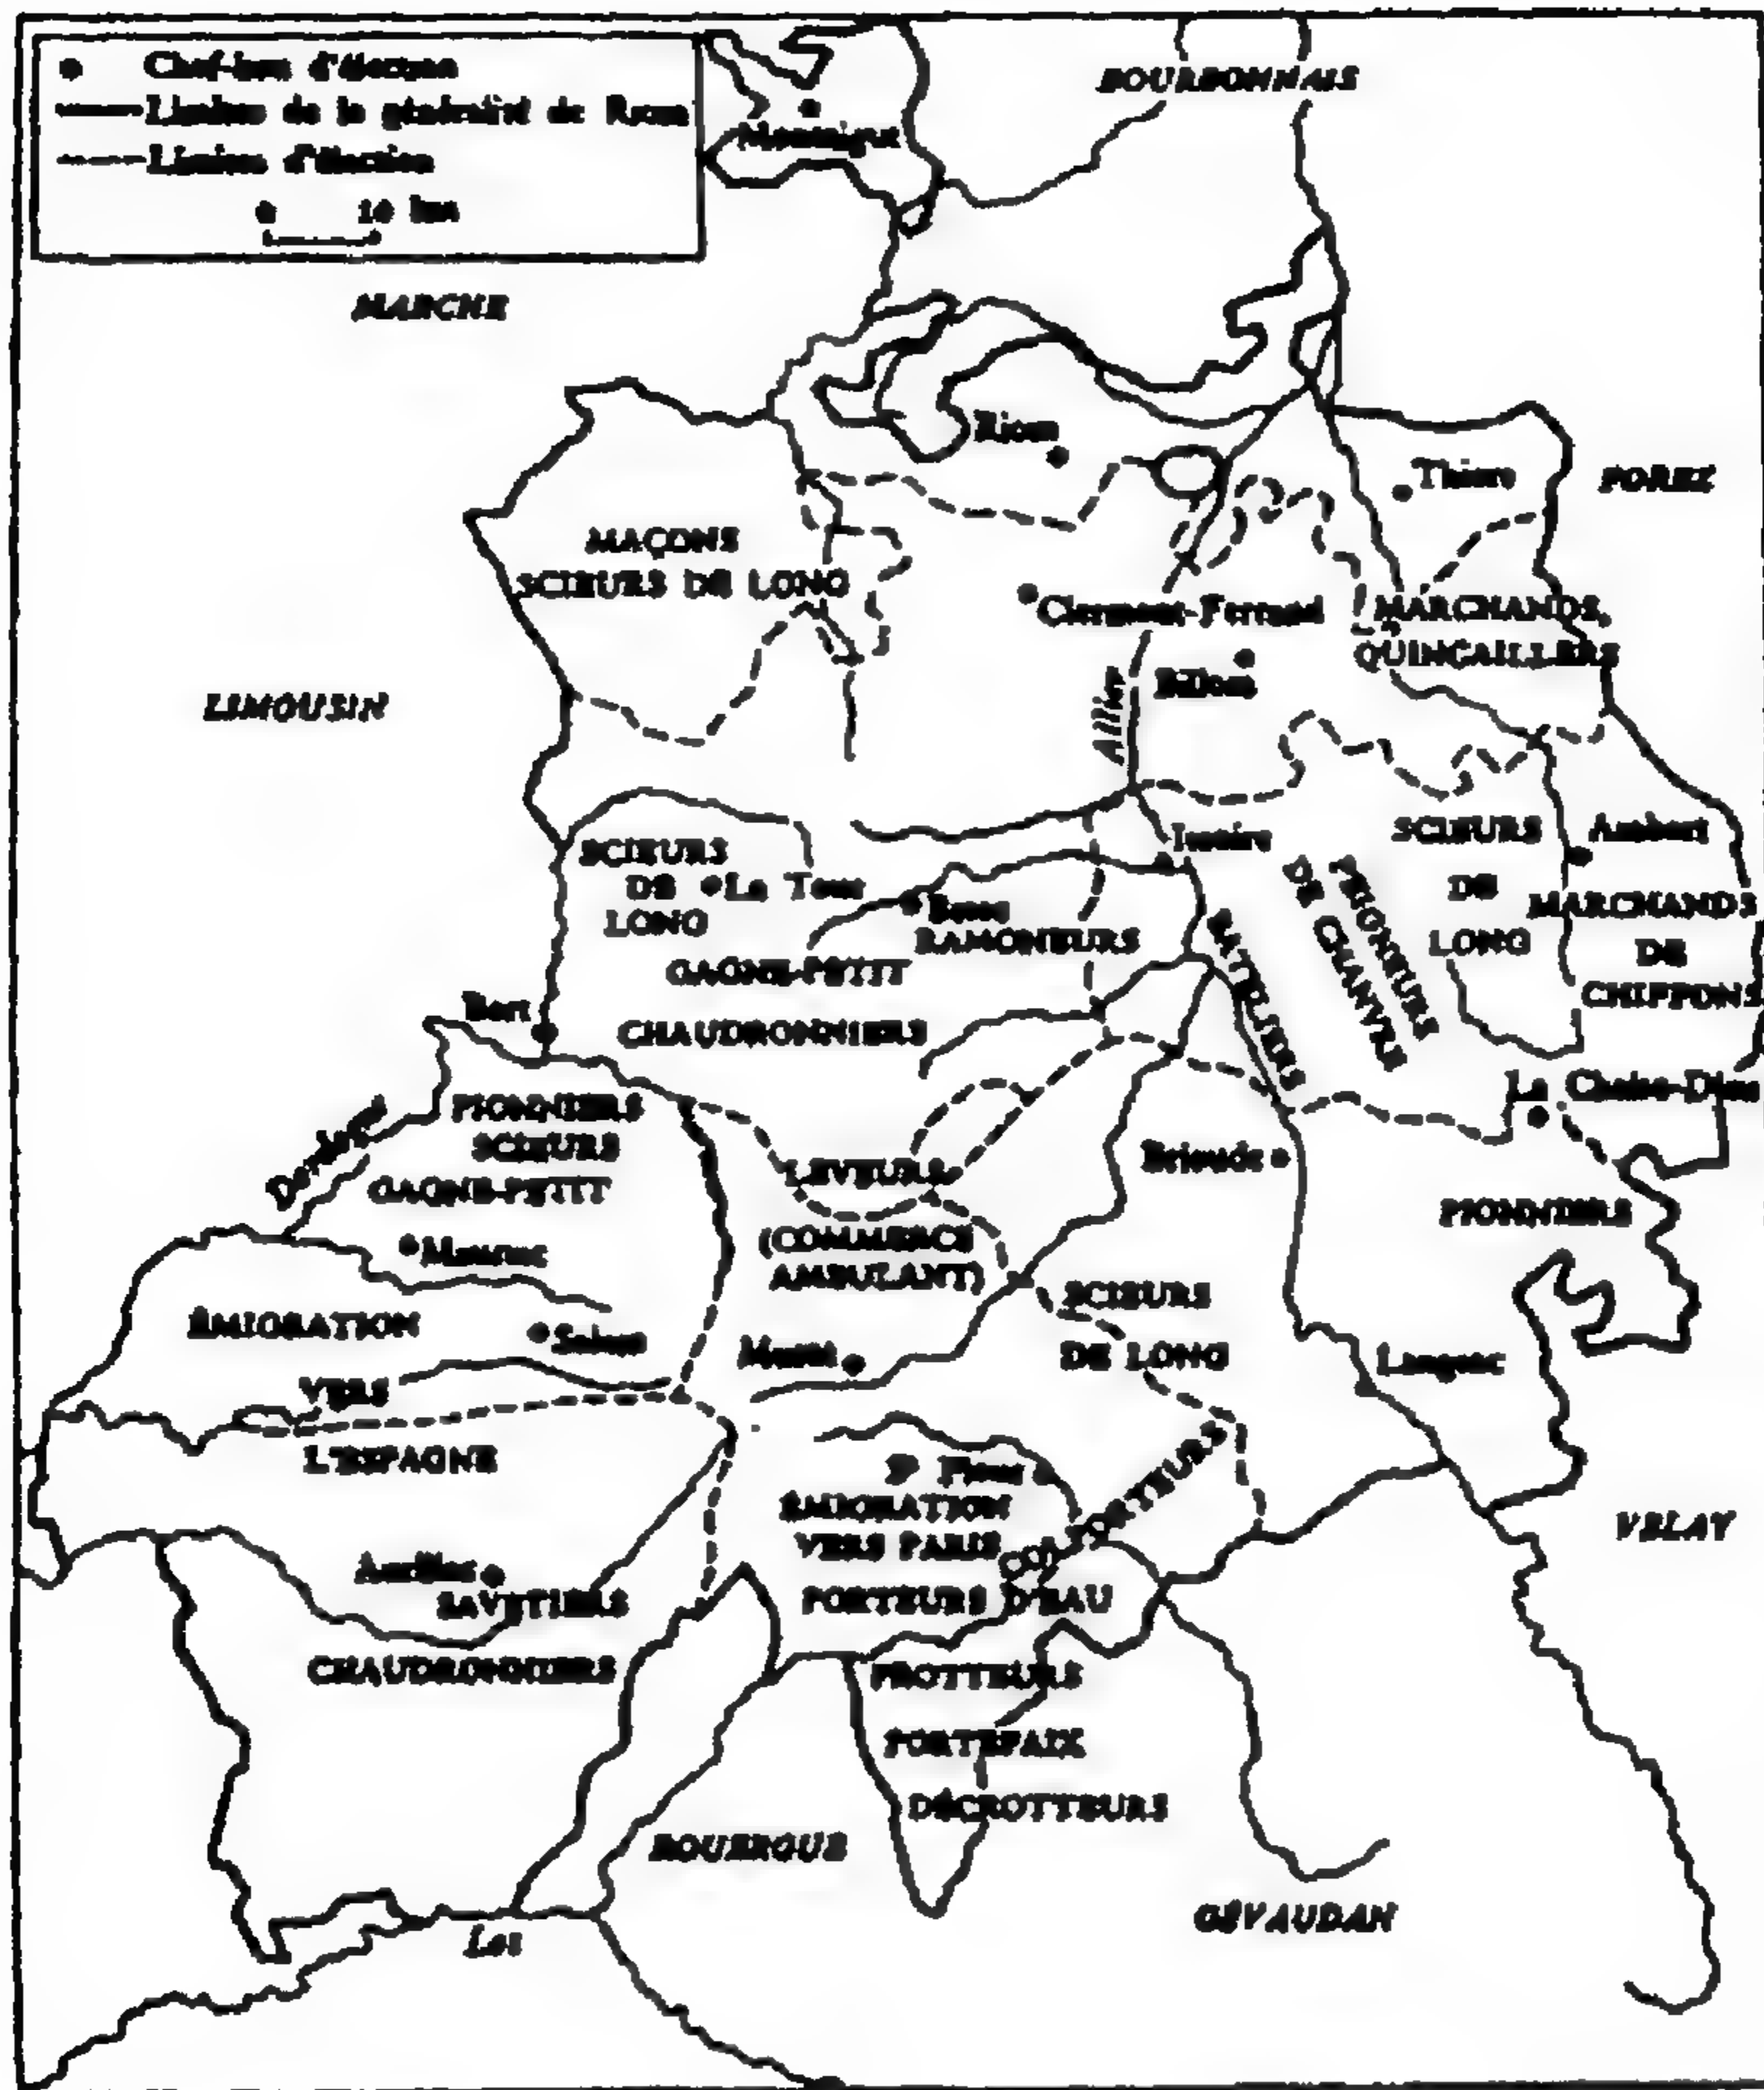 Chef-lieu d'élection
Limites de la généralité de Riom
Limites d'élection
0 10 km
BOURBONNAIS
MARCHE
Riom
Thiers
FOREZ
MAÇONS
SCIEURS DE LONG
Clermont-Ferrand
MARCHANDS,
QUINCAILLERS
Billom
LIMOUSIN
Allier
Issoire
SCIEURS
DE
LONG
La Tour
Besse
RAMONEURS
GAGNE-PETIT
CHAUDRONNIERS
BATELIERS
PEIGNEURS
DE CHANVRE
SCIEURS
DE
LONG
Ambert
MARCHANDS
DE
CHIFFONS
Bort
La Chaise-Dieu
Dordogne
PIONNIERS
SCIEURS
GAGNE-PETIT
Mauriac
LEVEURS
(COMMERCE
AMBULANT)
Brioude
PIONNIERS
SCIEURS
DE LONG
ÉMIGRATION
VERS
L'ESPAGNE
Salers
Murat
Langeac
St Flour
ÉMIGRATION
VERS PARIS
PORTEURS D'EAU
COLPORTEURS
VELAY
Aurillac
SAVETIERS
CHAUDRONNIERS
FROTTEURS
PORTEFAIX
DÉCROTTEURS
ROUERGUE
GÉVAUDAN
Lot